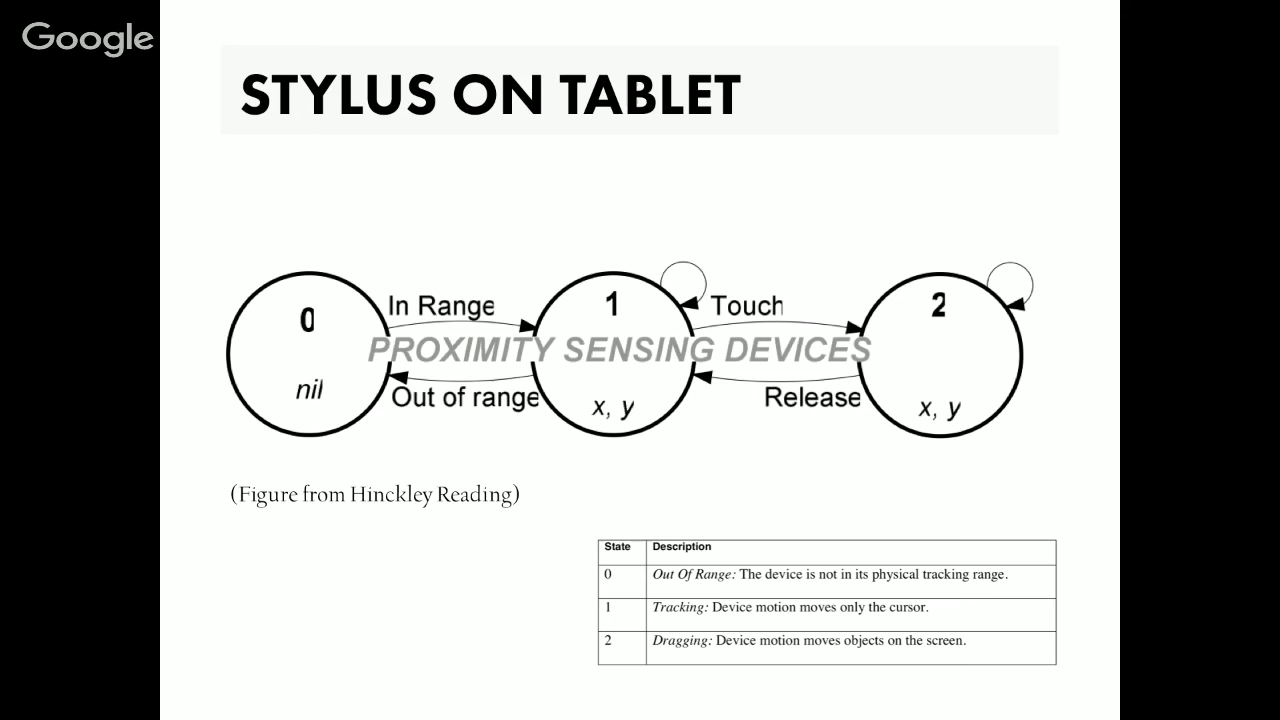 Google
STYLUS ON TABLET
0
nil
In Range
Out of range
1
x, y
PROXIMITY SENSING DEVICES
Touch
Release
2
x, y
(Figure from Hinckley Reading)
State Description
0 Out Of Range: The device is not in its physical tracking range.
1 Tracking: Device motion moves only the cursor.
2 Dragging: Device motion moves objects on the screen.